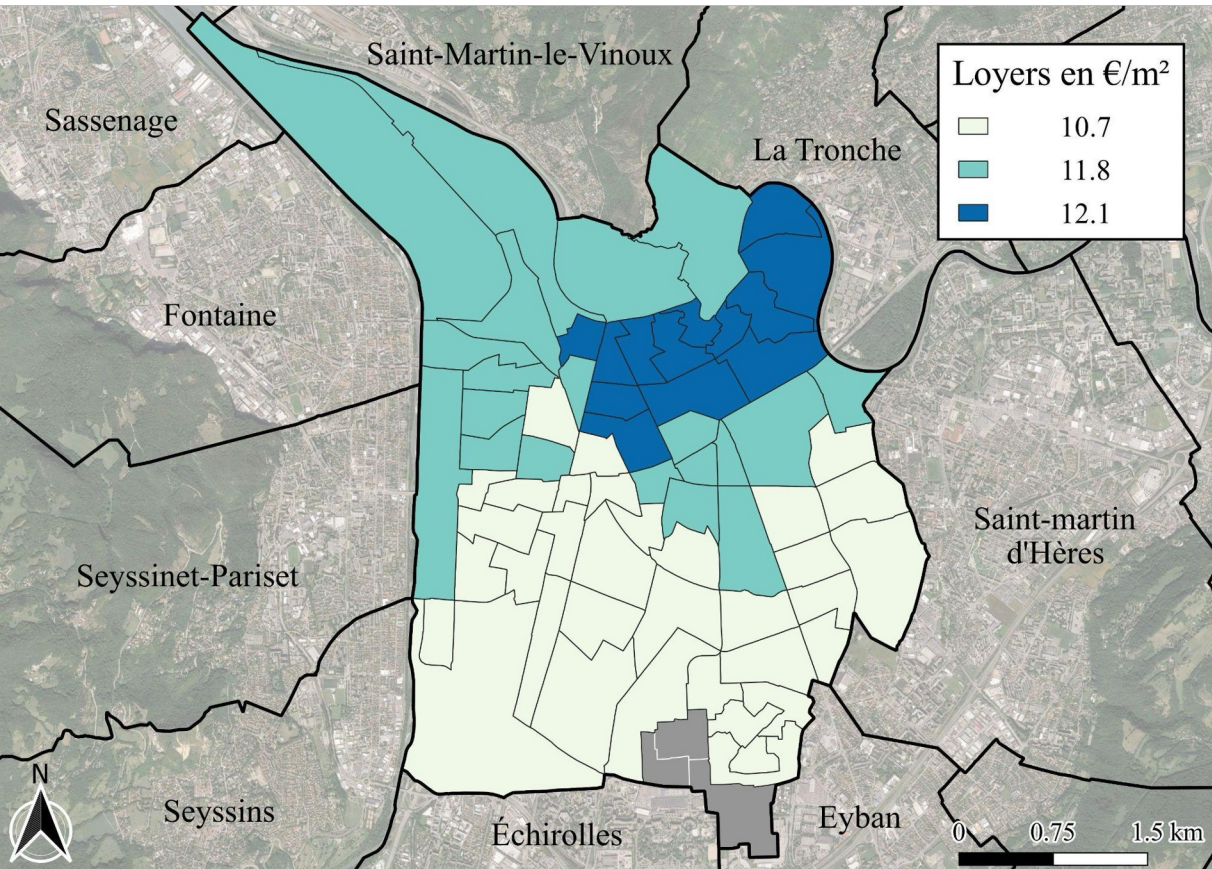 Saint-Martin-le-Vinoux
Loyers en €/m²
10.7
11.8
12.1
Sassenage
La Tronche
Fontaine
Saint-martin
d'Hères
Seyssinet-Pariset
N
Seyssins
Échirolles
Eyban
0 0.75 1.5 km